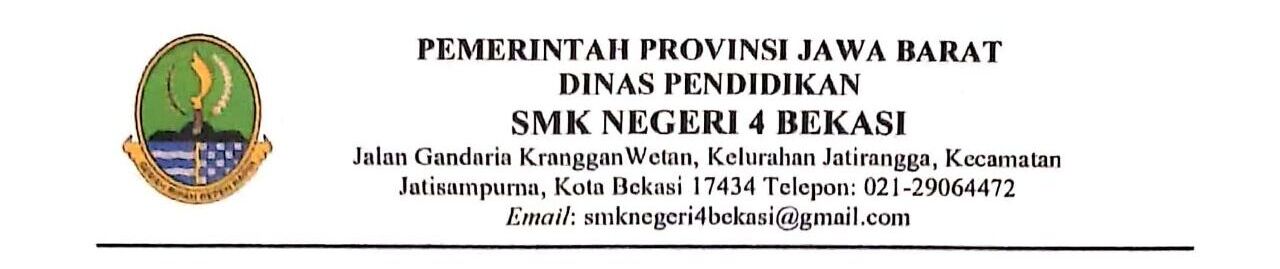 PEMERINTAH PROVINSI JAWA BARAT
DINAS PENDIDIKAN
SMK NEGERI 4 BEKASI
Jalan Gandaria KrangganWetan, Kelurahan Jatirangga, Kecamatan
Jatisampurna, Kota Bekasi 17434 Telepon: 021-29064472
Email: smknegeri4bekasi@gmail.com